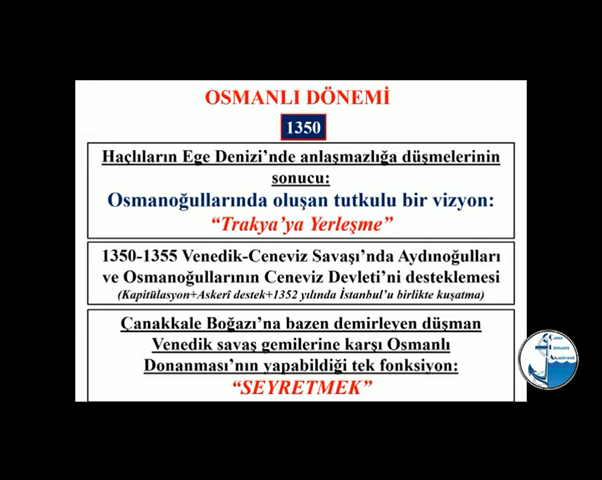 OSMANLI DÖNEMİ
1350
Haçlıların Ege Denizi’nde anlaşmazlığa düşmelerinin
sonucu:
Osmanoğullarında oluşan tutkulu bir vizyon:
“Trakya’ya Yerleşme”
1350-1355 Venedik-Ceneviz Savaşı’nda Aydınoğulları
ve Osmanoğullarının Ceneviz Devleti’ni desteklemesi
(Kapitülasyon+Askerî destek+1352 yılında İstanbul’u birlikte kuşatma)
Çanakkale Boğazı’na bazen demirleyen düşman
Venedik savaş gemilerine karşı Osmanlı
Donanması’nın yapabildiği tek fonksiyon:
“SEYRETMEK”